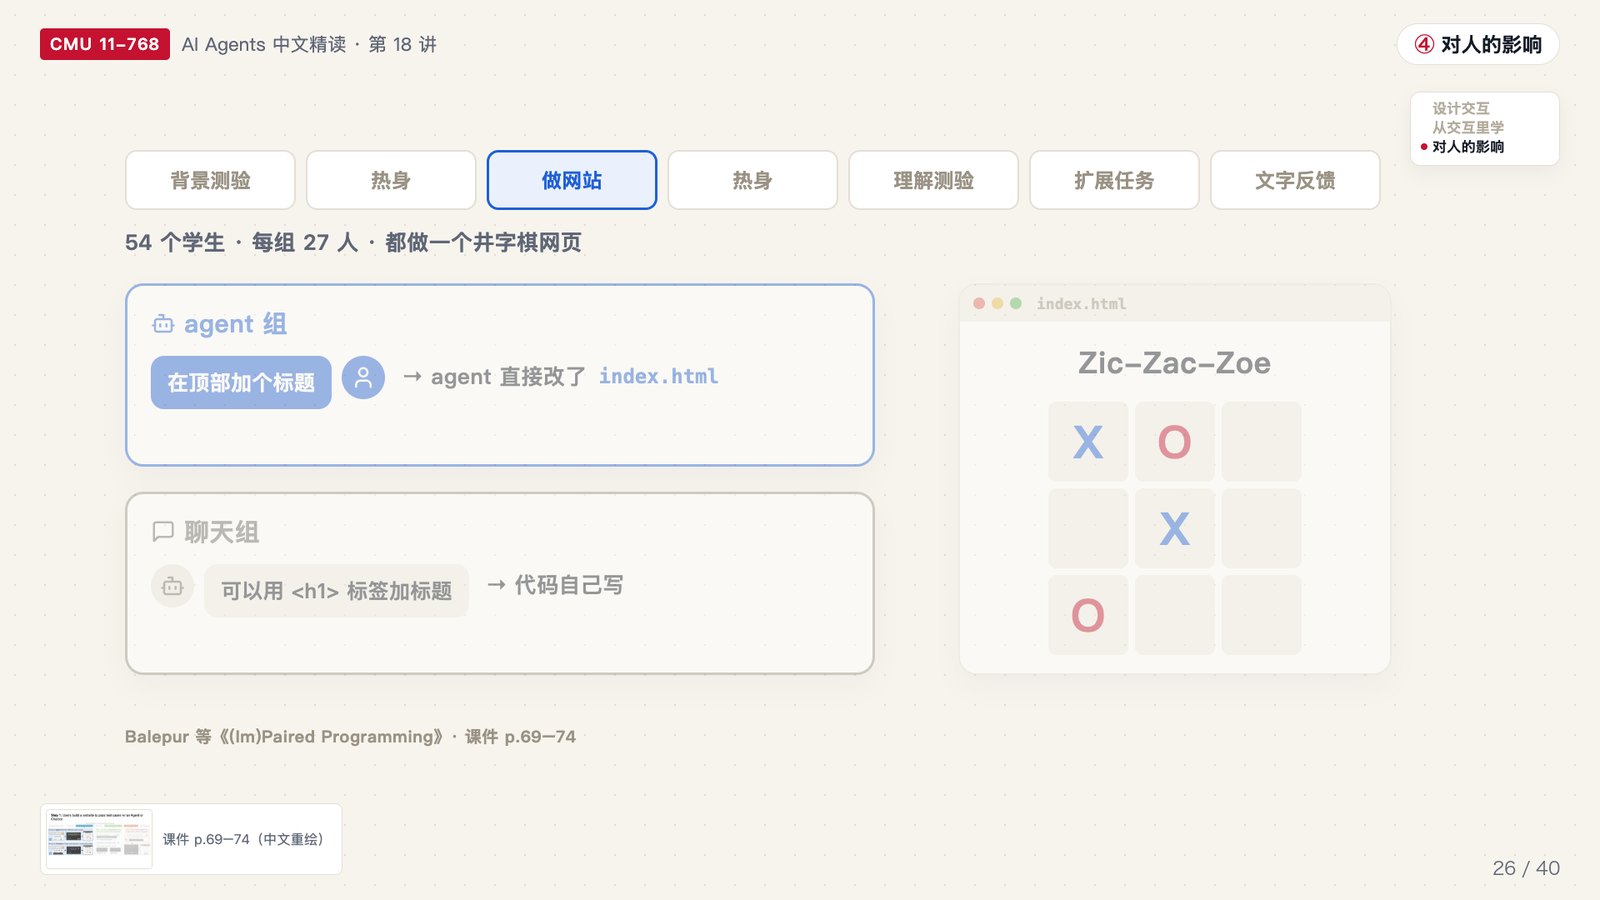 CMU 11-768 AI Agents 中文精读 · 第 18 讲
④ 对人的影响
设计交互
从交互里学
对人的影响
背景测验 热身 做网站 热身 理解测验 扩展任务 文字反馈
54 个学生 · 每组 27 人 · 都做一个井字棋网页
agent 组
在顶部加个标题 → agent 直接改了 index.html
聊天组
可以用 <h1> 标签加标题 → 代码自己写
index.html
Zic-Zac-Zoe
X O
X
O
Balepur 等《(Im)Paired Programming》· 课件 p.69—74
课件 p.69—74（中文重绘）
26 / 40